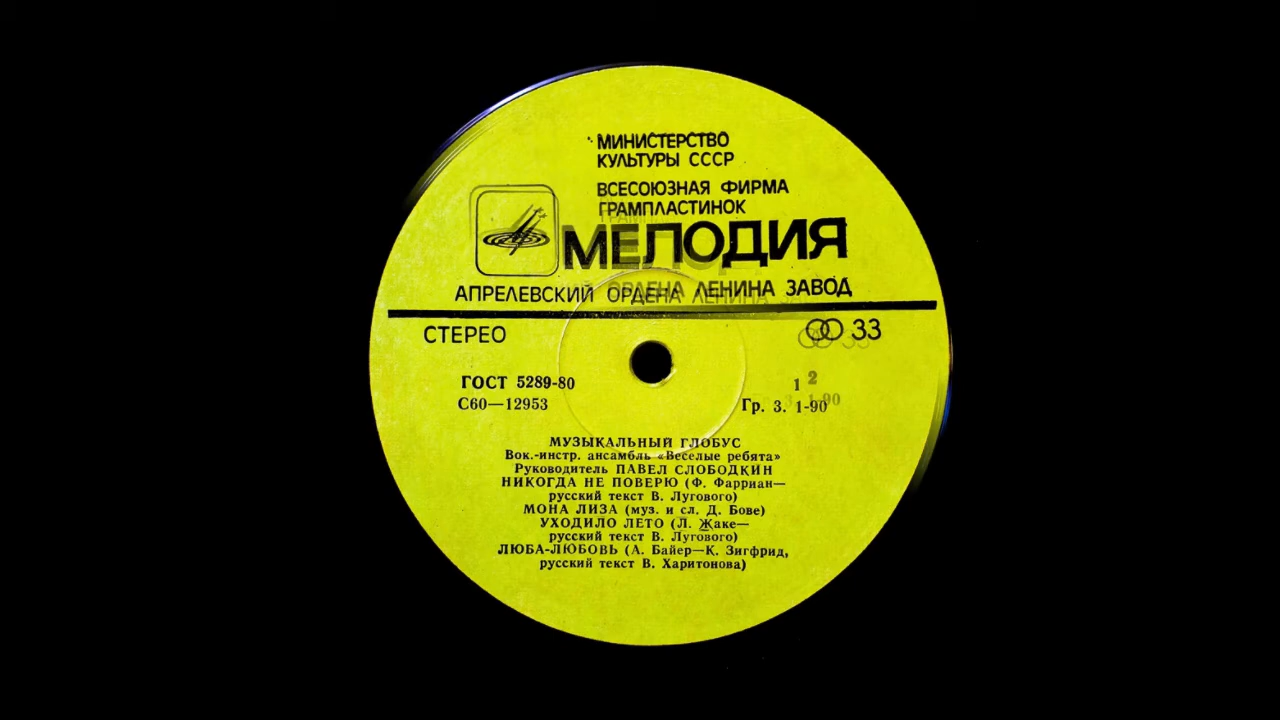 МИНИСТЕРСТВО
КУЛЬТУРЫ СССР
ВСЕСОЮЗНАЯ ФИРМА
ГРАМПЛАСТИНОК
МЕЛОДИЯ
АПРЕЛЕВСКИЙ ОРДЕНА ЛЕНИНА ЗАВОД
СТЕРЕО 33
ГОСТ 5289-80 1 2
С60—12953 Гр. 3. 1-90
МУЗЫКАЛЬНЫЙ ГЛОБУС
Вок.-инстр. ансамбль «Веселые ребята»
Руководитель ПАВЕЛ СЛОБОДКИН
НИКОГДА НЕ ПОВЕРЮ (Ф. Фарриан—
русский текст В. Лугового)
МОНА ЛИЗА (муз. и сл. Д. Бове)
УХОДИЛО ЛЕТО (Л. Жаке—
русский текст В. Лугового)
ЛЮБА-ЛЮБОВЬ (А. Байер—К. Зигфрид,
русский текст В. Харитонова)